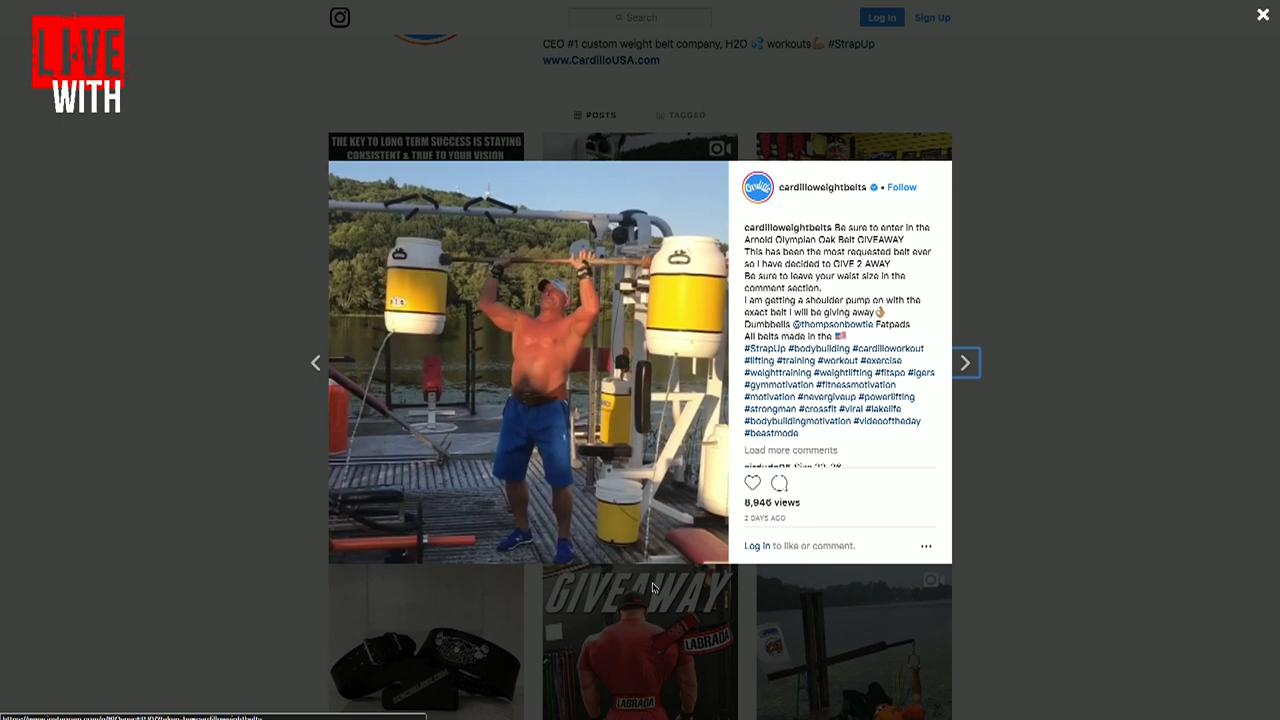 LIVE
WITH
Search
Log In
Sign Up
CEO #1 custom weight belt company, H2O 💦 workouts💪🏼 #StrapUp
www.CardilloUSA.com
POSTS
TAGGED
THE KEY TO LONG TERM SUCCESS IS STAYING
CONSISTENT & TRUE TO YOUR VISION
Cardillo
cardilloweightbelts • Follow
cardilloweightbelts Be sure to enter in the
Arnold Olympian Oak Belt GIVEAWAY
This has been the most requested belt ever
so I have decided to GIVE 2 AWAY
Be sure to leave your waist size in the
comment section.
I am getting a shoulder pump on with the
exact belt I will be giving away👌🏽
Dumbbells @thompsonbowtie Fatpads
All belts made in the 🇺🇸
#StrapUp #bodybuilding #cardilloworkout
#lifting #training #workout #exercise
#weighttraining #weightlifting #fitspo #igers
#gymmotivation #fitnessmotivation
#motivation #nevergiveup #powerlifting
#strongman #crossfit #viral #lakelife
#bodybuildingmotivation #videooftheday
#beastmode
Load more comments
8,946 views
2 DAYS AGO
Log in to like or comment.
GIVEAWAY
LABRADA
LABRADA